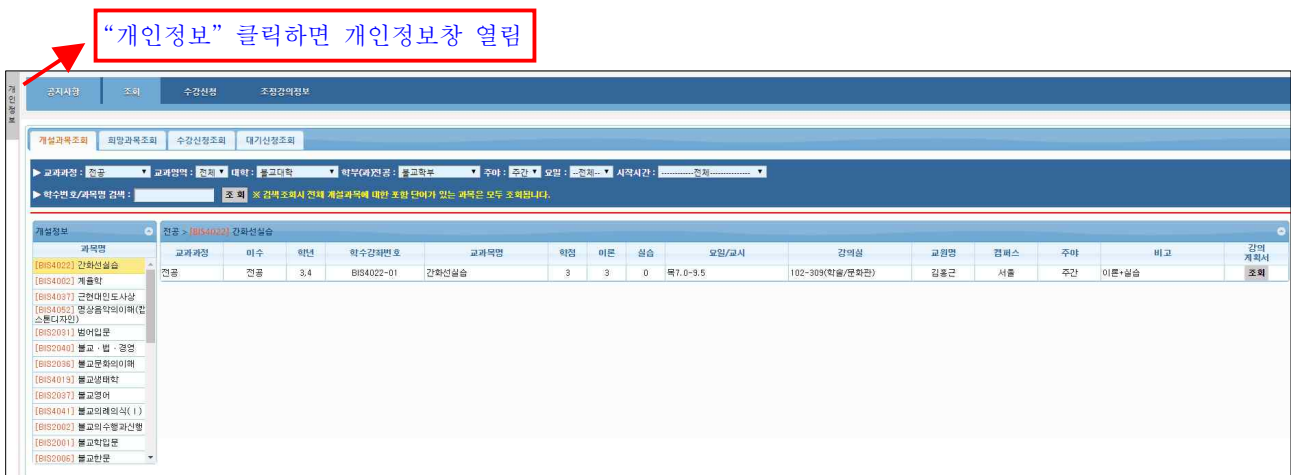 “개인정보” 클릭하면 개인정보창 열림
개인정보
공지사항 조회 수강신청 조정강의정보
개설과목조회 희망과목조회 수강신청조회 대기신청조회
▶ 교과과정 : 전공 교과영역 : 전체 대학 : 불교대학 학부(과)전공 : 불교학부 주야 : 주간 요일 : --전체-- 시작시간 : ------------전체---------------
▶ 학수번호/과목명 검색 : 조 회 ※ 검색조회시 전체 개설과목에 대한 포함 단어가 있는 과목은 모두 조회됩니다.
개설정보
과목명
[BIS4022] 간화선실습
[BIS4002] 계율학
[BIS4037] 근현대인도사상
[BIS4052] 명상음악의이해(캡스톤디자인)
[BIS2031] 범어입문
[BIS2040] 불교 · 법 · 경영
[BIS2036] 불교문화의이해
[BIS4019] 불교생태학
[BIS2037] 불교영어
[BIS4041] 불교의례의식(Ⅰ)
[BIS2002] 불교의수행과신행
[BIS2001] 불교학입문
[BIS2006] 불교한문
전공 > [BIS4022] 간화선실습
교과과정 이수 학년 학수강좌번호 교과목명 학점 이론 실습 요일/교시 강의실 교원명 캠퍼스 주야 비고 강의계획서
전공 전공 3,4 BIS4022-01 간화선실습 3 3 0 목7.0-9.5 102-309(학술/문화관) 김홍근 서울 주간 이론+실습 조회